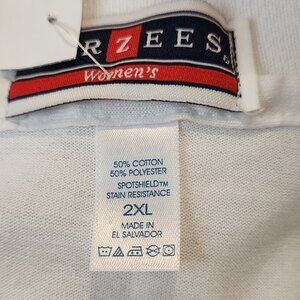 RZEES
Women's
50% COTTON
50% POLYESTER
SPOTSHIELD™
STAIN RESISTANCE
2XL
MADE IN
EL SALVADOR